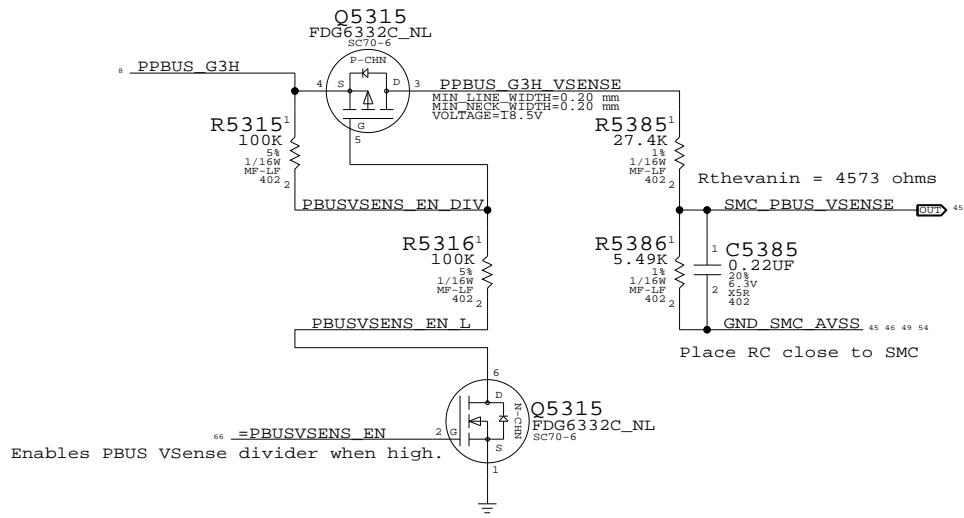 Q5315
FDG6332C_NL
SC70-6
P-CHN
8 PPBUS_G3H
4 S D 3
G
5
PPBUS_G3H_VSENSE
MIN_LINE_WIDTH=0.20 mm
MIN_NECK_WIDTH=0.20 mm
VOLTAGE=18.5V
R5315 1
100K
5%
1/16W
MF-LF
402 2
R5385 1
27.4K
1%
1/16W
MF-LF
402 2
Rthevanin = 4573 ohms
PBUSVSENS_EN_DIV
SMC_PBUS_VSENSE
OUT 45
R5316 1
100K
5%
1/16W
MF-LF
402 2
R5386 1
5.49K
1%
1/16W
MF-LF
402 2
1 C5385
0.22UF
20%
6.3V
2 X5R
402
PBUSVSENS_EN_L
GND_SMC_AVSS 45 46 49 54
Place RC close to SMC
6
D
N-CHN
Q5315
FDG6332C_NL
SC70-6
66 =PBUSVSENS_EN
2 G
S
1
Enables PBUS VSense divider when high.